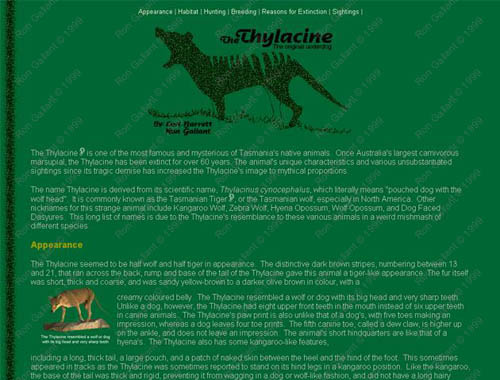 Appearance | Habitat | Hunting | Breeding | Reasons for Extinction | Sightings |
The Thylacine
The original underdog
By Cori Barrett
Ron Gallant
The Thylacine is one of the most famous and mysterious of Tasmania's native animals. Once Australia's largest carnivorous
marsupial, the Thylacine has been extinct for over 60 years. The animal's unique characteristics and various unsubstantiated
sightings since its tragic demise has increased the Thylacine's image to mythical proportions.
The name Thylacine is derived from its scientific name, Thylacinus cynocephalus, which literally means "pouched dog with the
wolf head". It is commonly known as the Tasmanian Tiger, or the Tasmanian wolf, especially in North America. Other
nicknames for this strange animal include Kangaroo Wolf, Zebra Wolf, Hyena Opossum, Wolf Opossum, and Dog Faced
Dasyures. This long list of names is due to the Thylacine's resemblance to these various animals in a weird mishmash of
different species.
Appearance
The Thylacine seemed to be half wolf and half tiger in appearance. The distinctive dark brown stripes, numbering between 13
and 21, that ran across the back, rump and base of the tail of the Thylacine gave this animal a tiger-like appearance. The fur itself
was short, thick and coarse, and was sandy yellow-brown to a darker olive brown in colour, with a
creamy coloured belly. The Thylacine resembled a wolf or dog with its big head and very sharp teeth.
Unlike a dog, however, the Thylacine had eight upper front teeth in the mouth instead of six upper teeth
in canine animals. The Thylacine's paw print is also unlike that of a dog's, with five toes making an
impression, whereas a dog leaves four toe prints. The fifth canine toe, called a dew claw, is higher up
on the ankle, and does not leave an impression. The animal's short hindquarters are like that of a
hyena's. The Thylacine also has some kangaroo-like features,
The Thylacine resembled a wolf or dog
with its big head and very sharp teeth.
including a long, thick tail, a large pouch, and a patch of naked skin between the heel and the hind of the foot. This sometimes
appeared in tracks as the Thylacine was sometimes reported to stand on its hind legs in a kangaroo position. Like the kangaroo,
the base of the tail was thick and rigid, preventing it from wagging in a dog or wolf-like fashion, and did not have a long hairy
Ron Gallant © 1999